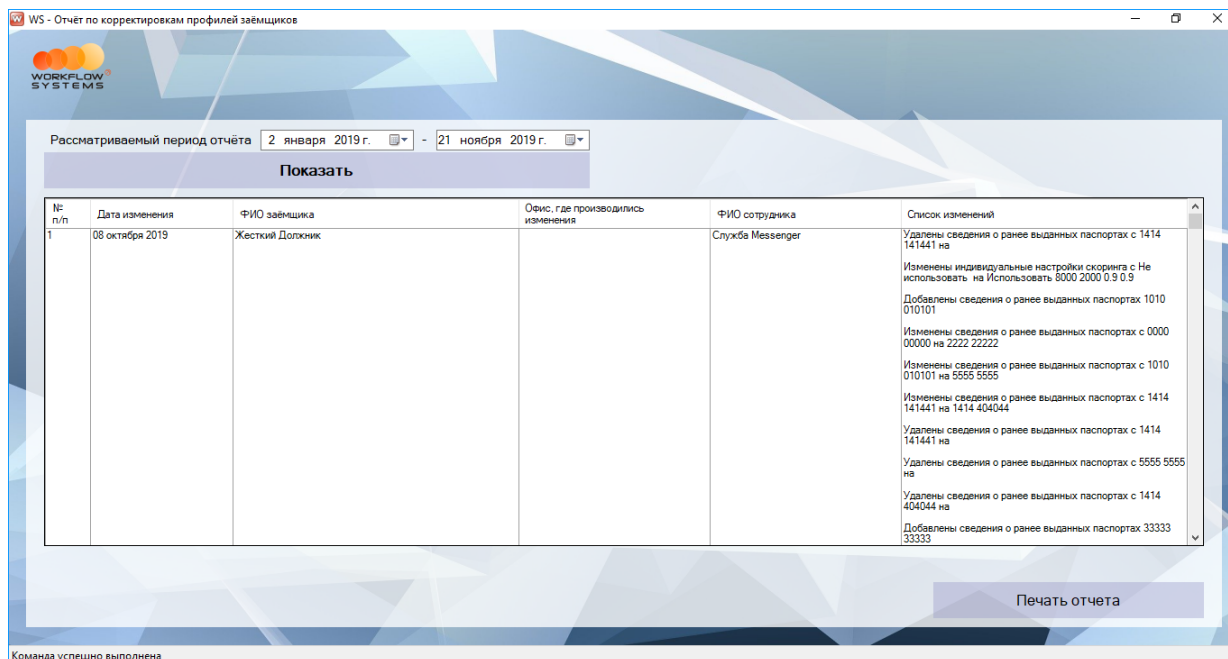 WS - Отчёт по корректировкам профилей заёмщиков
WORKFLOW
SYSTEMS
Рассматриваемый период отчёта 2 января 2019 г. - 21 ноября 2019 г.
Показать
№ п/п Дата изменения ФИО заёмщика Офис, где производились изменения ФИО сотрудника Список изменений
1 08 октября 2019 Жесткий Должник Служба Messenger
Удалены сведения о ранее выданных паспортах с 1414
141441 на
Изменены индивидуальные настройки скоринга с Не
использовать на Использовать 8000 2000 0.9 0.9
Добавлены сведения о ранее выданных паспортах 1010
010101
Изменены сведения о ранее выданных паспортах с 0000
00000 на 2222 22222
Изменены сведения о ранее выданных паспортах с 1010
010101 на 5555 5555
Изменены сведения о ранее выданных паспортах с 1414
141441 на 1414 404044
Удалены сведения о ранее выданных паспортах с 1414
141441 на
Удалены сведения о ранее выданных паспортах с 5555 5555
на
Удалены сведения о ранее выданных паспортах с 1414
404044 на
Добавлены сведения о ранее выданных паспортах 33333
33333
Печать отчета
Команда успешно выполнена